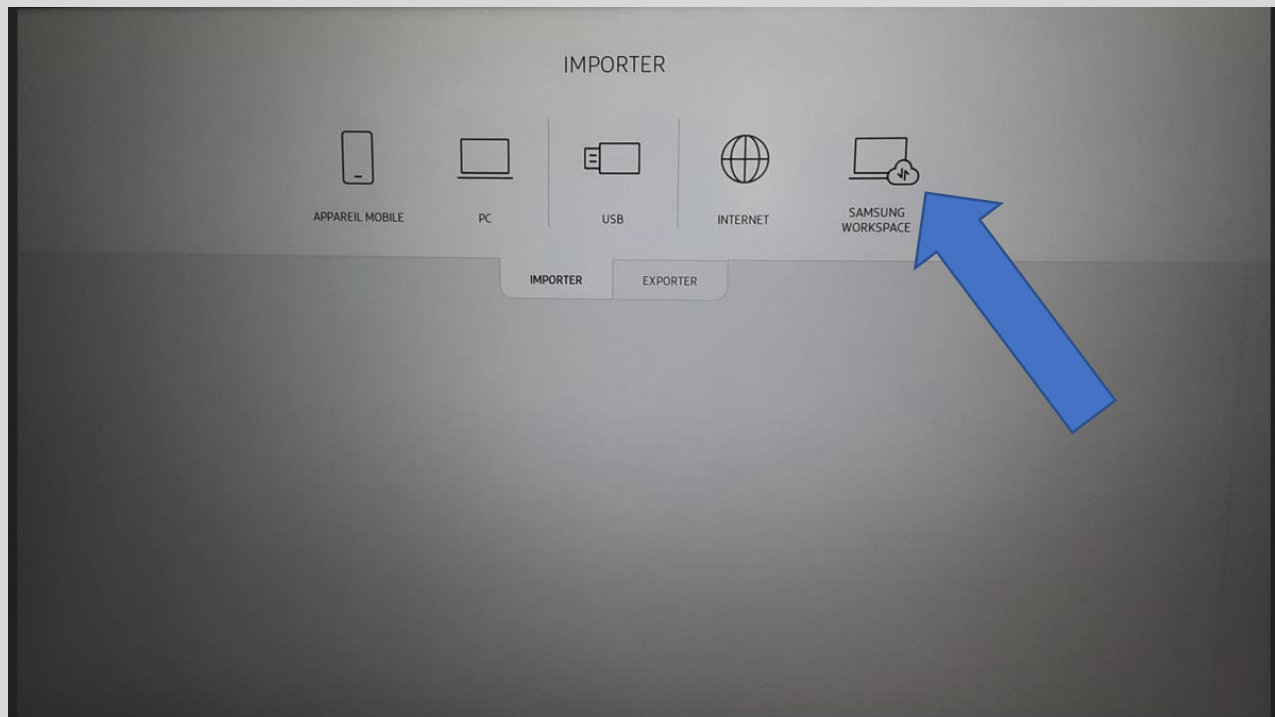 IMPORTER
APPAREIL MOBILE
PC
USB
INTERNET
SAMSUNG
WORKSPACE
IMPORTER
EXPORTER